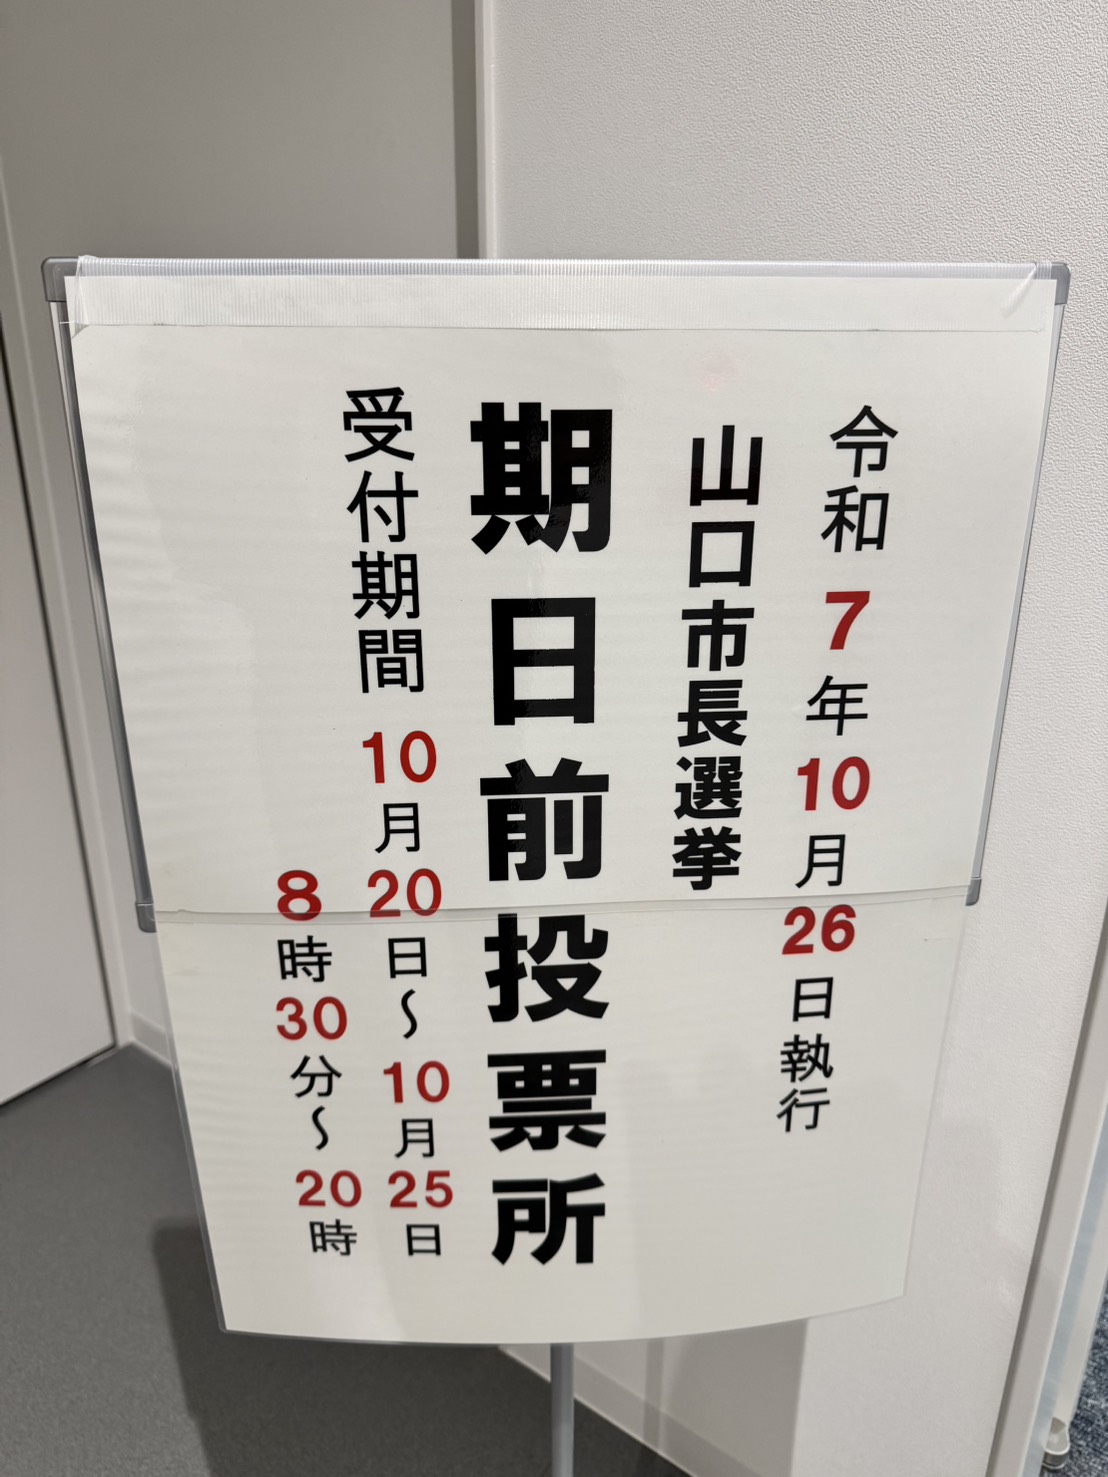 令和7年10月26日執行
山口市長選挙
期日前投票所
受付期間 10月20日～10月25日
8時30分～20時